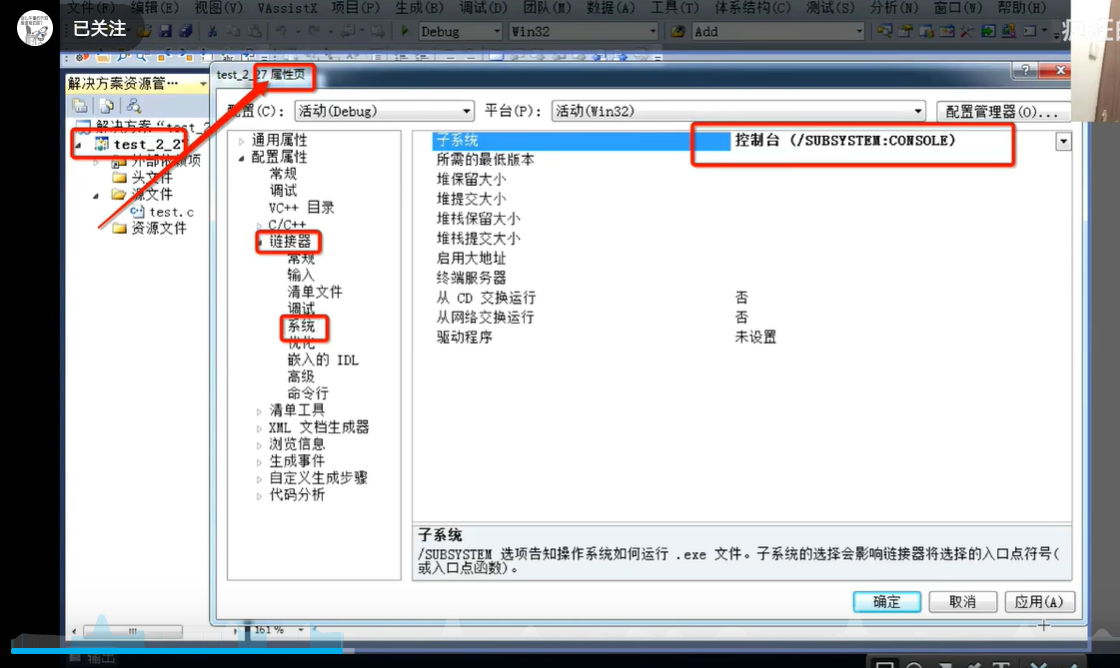 文件(F) 编辑(E) 视图(V) VAssistX 项目(P) 生成(B) 调试(D) 团队(M) 数据(A) 工具(T) 体系结构(C) 测试(S) 分析(N) 窗口(W) 帮助(H)
已关注
Debug Win32 Add
解决方案资源管…
test_2_27 属性页
配置(C): 活动(Debug) 平台(P): 活动(Win32) 配置管理器(O)...
解决方案“test_2
test_2_27
外部依赖项
头文件
源文件
test.c
资源文件
通用属性
配置属性
常规
调试
VC++ 目录
C/C++
链接器
常规
输入
清单文件
调试
系统
优化
嵌入的 IDL
高级
命令行
清单工具
XML 文档生成器
浏览信息
生成事件
自定义生成步骤
代码分析
子系统 控制台 (/SUBSYSTEM:CONSOLE)
所需的最低版本
堆保留大小
堆提交大小
堆栈保留大小
堆栈提交大小
启用大地址
终端服务器
从 CD 交换运行 否
从网络交换运行 否
驱动程序 未设置
子系统
/SUBSYSTEM 选项告知操作系统如何运行 .exe 文件。子系统的选择会影响链接器将选择的入口点符号(
或入口点函数)。
确定 取消 应用(A)
161 %
输出